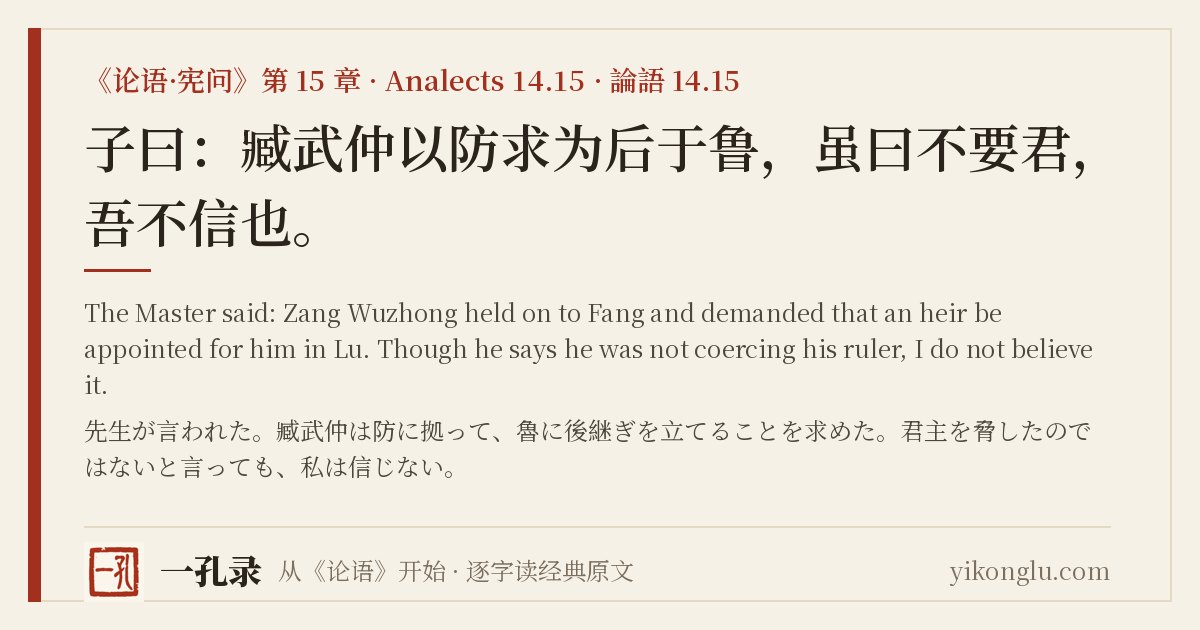 《论语·宪问》第 15 章 · Analects 14.15 · 論語 14.15
子曰：臧武仲以防求为后于鲁，虽曰不要君，
吾不信也。
The Master said: Zang Wuzhong held on to Fang and demanded that an heir be
appointed for him in Lu. Though he says he was not coercing his ruler, I do not believe
it.
先生が言われた。臧武仲は防に拠って、魯に後継ぎを立てることを求めた。君主を脅したので
はないと言っても、私は信じない。
一孔
一孔录 从《论语》开始 · 逐字读经典原文 yikonglu.com